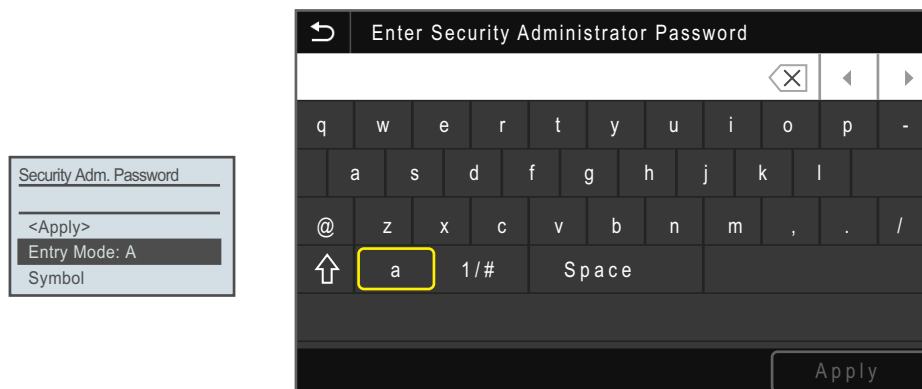 Security Adm. Password
<Apply>
Entry Mode: A
Symbol
Enter Security Administrator Password
q w e r t y u i o p -
a s d f g h j k l
@ z x c v b n m , . /
a 1/# Space
Apply